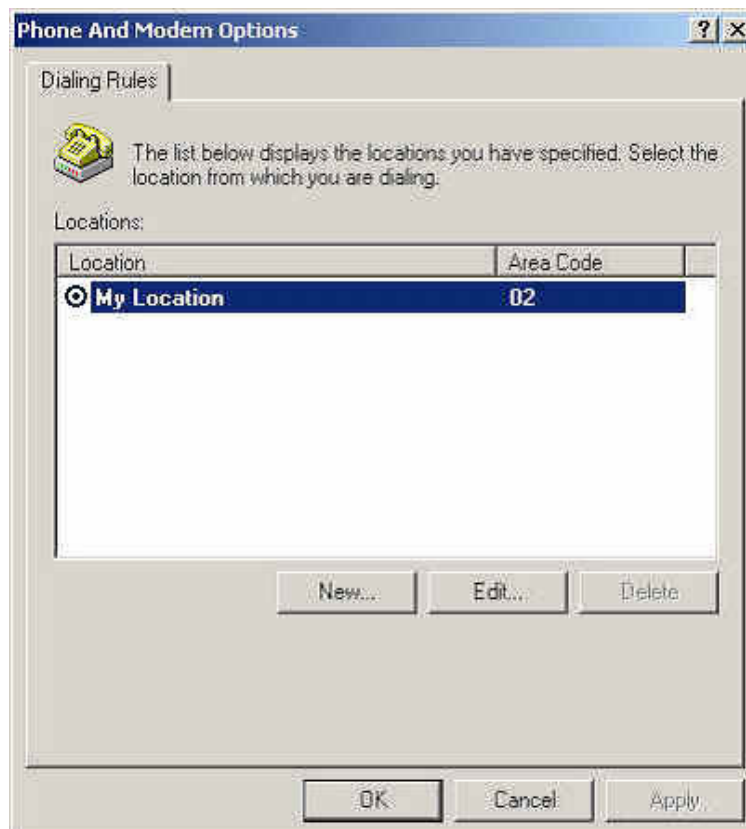 Phone And Modem Options
Dialing Rules
The list below displays the locations you have specified. Select the
location from which you are dialing.
Locations:
Location Area Code
My Location 02
New... Edit... Delete
OK Cancel Apply